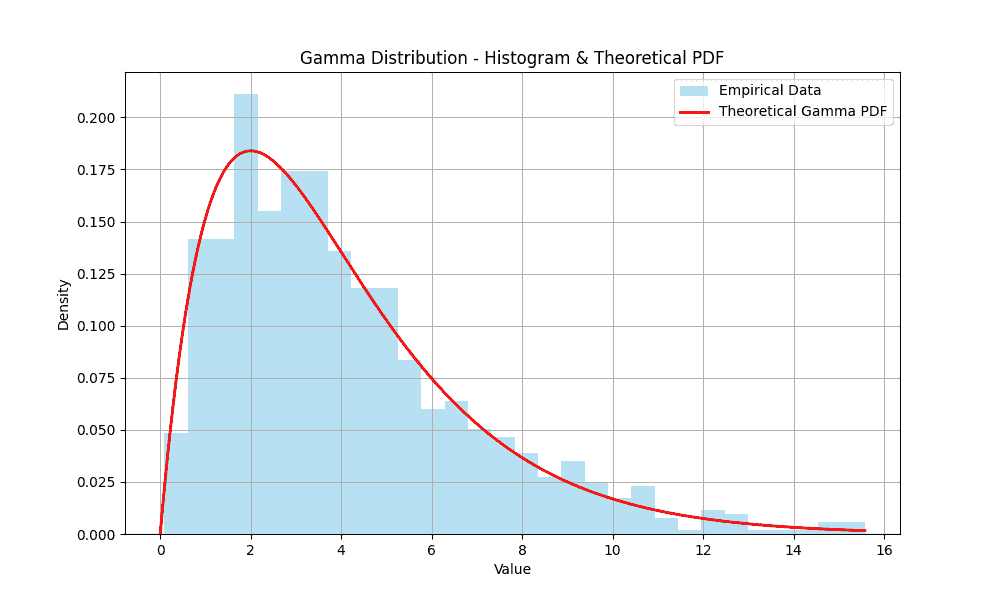 Gamma Distribution - Histogram & Theoretical PDF
Empirical Data
Theoretical Gamma PDF
0.200
0.175
0.150
0.125
0.100
0.075
0.050
0.025
0.000
Density
0 2 4 6 8 10 12 14 16
Value